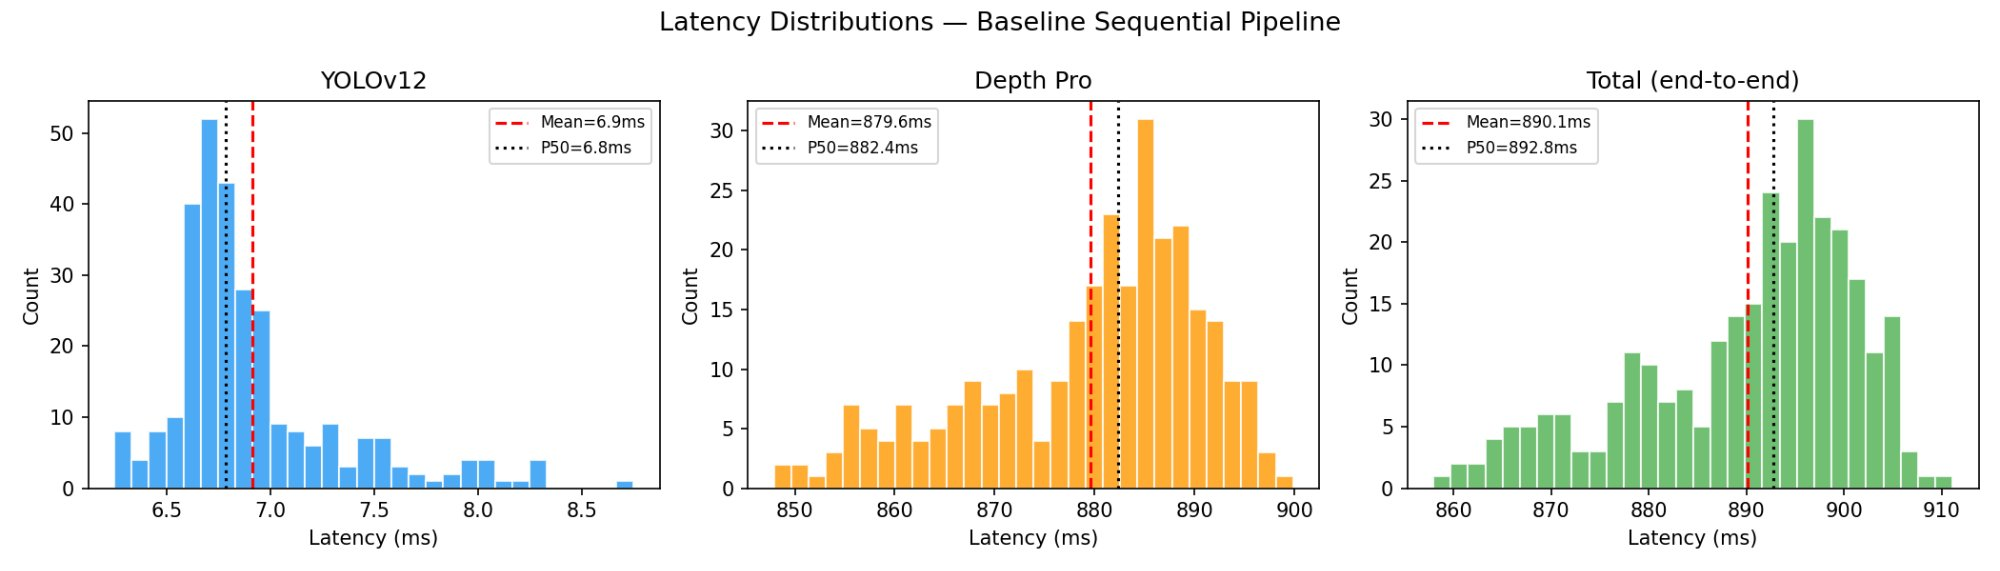 Latency Distributions — Baseline Sequential Pipeline
YOLOv12
Mean=6.9ms
P50=6.8ms
Count
0
10
20
30
40
50
6.5 7.0 7.5 8.0 8.5
Latency (ms)
Depth Pro
Mean=879.6ms
P50=882.4ms
Count
0
5
10
15
20
25
30
850 860 870 880 890 900
Latency (ms)
Total (end-to-end)
Mean=890.1ms
P50=892.8ms
Count
0
5
10
15
20
25
30
860 870 880 890 900 910
Latency (ms)